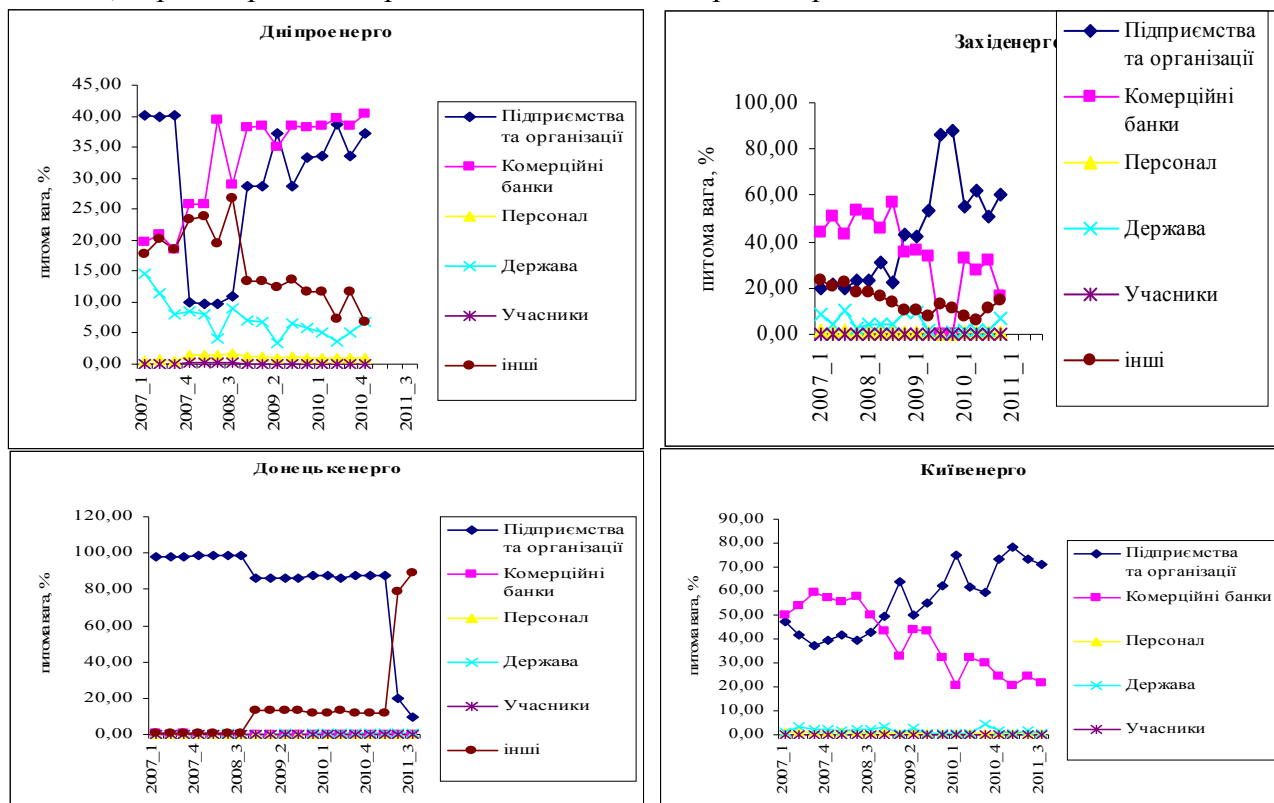 Дніпроенерго
питома вага, %
45,00
40,00
35,00
30,00
25,00
20,00
15,00
10,00
5,00
0,00
2007_1
2007_4
2008_3
2009_2
2010_1
2010_4
2011_3
Підприємства
та організації
Комерційні
банки
Персонал
Держава
Учасники
інші
Західенерго
питома вага, %
100,00
80,00
60,00
40,00
20,00
0,00
2007_1
2008_1
2009_1
2010_1
2011_
Підприємства
та організації
Комерційні
банки
Персонал
Держава
Учасники
інші
Донецькенерго
питома вага, %
120,00
100,00
80,00
60,00
40,00
20,00
0,00
2007_1
2007_4
2008_3
2009_2
2010_1
2010_4
2011_3
Підприємства
та організації
Комерційні
банки
Персонал
Держава
Учасники
інші
Київенерго
питома вага, %
90,00
80,00
70,00
60,00
50,00
40,00
30,00
20,00
10,00
0,00
2007_1
2007_4
2008_3
2009_2
2010_1
2010_4
2011_3
Підприємства
та організації
Комерційні банки
Персонал
Держава
Учасники